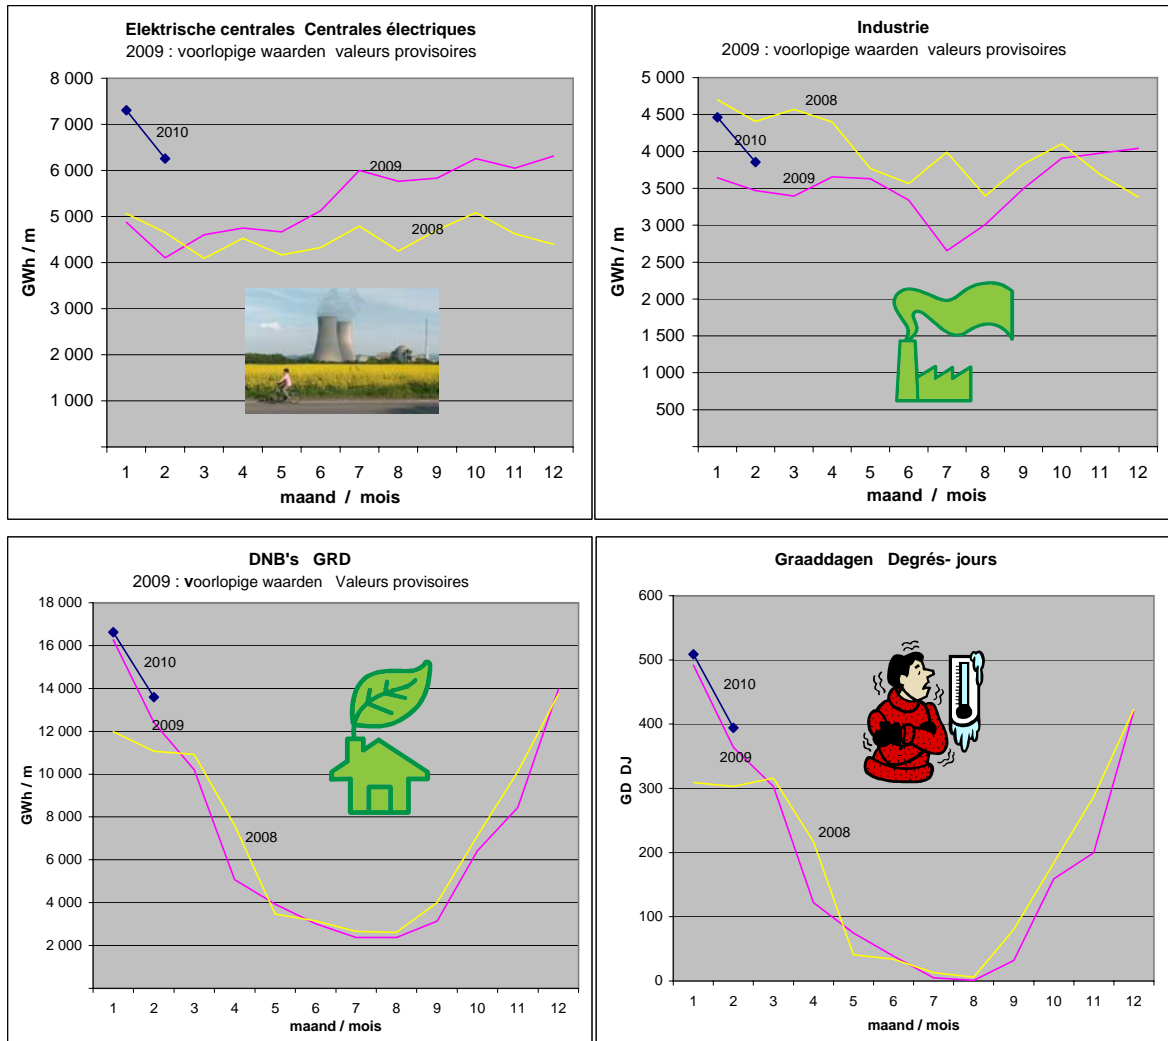 Elektrische centrales Centrales électriques
2009 : voorlopige waarden valeurs provisoires
8 000
7 000
6 000
5 000
4 000
3 000
2 000
1 000
GWh / m
2010
2009
2008
1 2 3 4 5 6 7 8 9 10 11 12
maand / mois
Industrie
2009 : voorlopige waarden valeurs provisoires
5 000
4 500
4 000
3 500
3 000
2 500
2 000
1 500
1 000
500
GWh / m
2008
2010
2009
1 2 3 4 5 6 7 8 9 10 11 12
maand / mois
DNB's GRD
2009 : voorlopige waarden Valeurs provisoires
18 000
16 000
14 000
12 000
10 000
8 000
6 000
4 000
2 000
GWh / m
2010
2009
2008
1 2 3 4 5 6 7 8 9 10 11 12
maand / mois
Graaddagen Degrés- jours
600
500
400
300
200
100
0
GD DJ
2010
2009
2008
1 2 3 4 5 6 7 8 9 10 11 12
maand / mois